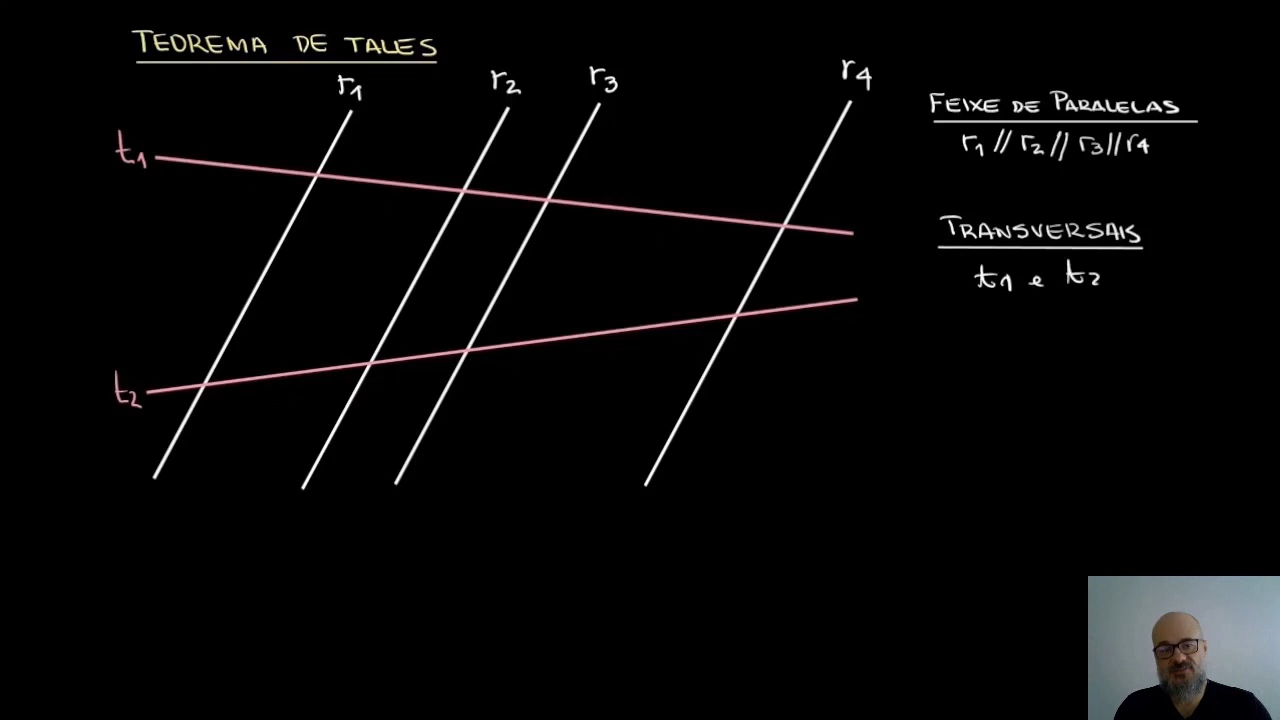 TEOREMA DE TALES
r1 r2 r3 r4
t1
t2
FEIXE DE PARALELAS
r1 // r2 // r3 // r4
TRANSVERSAIS
t1 e t2